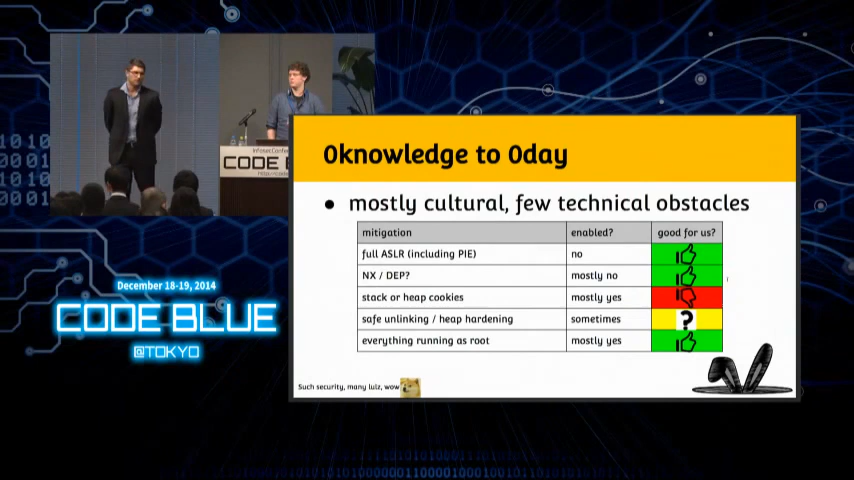 0knowledge to 0day
● mostly cultural, few technical obstacles
mitigation enabled? good for us?
full ASLR (including PIE) no
NX / DEP? mostly no
stack or heap cookies mostly yes
safe unlinking / heap hardening sometimes ?
everything running as root mostly yes
Such security, many lulz, wow
CODE B
December 18-19, 2014
CODE BLUE
@TOKYO